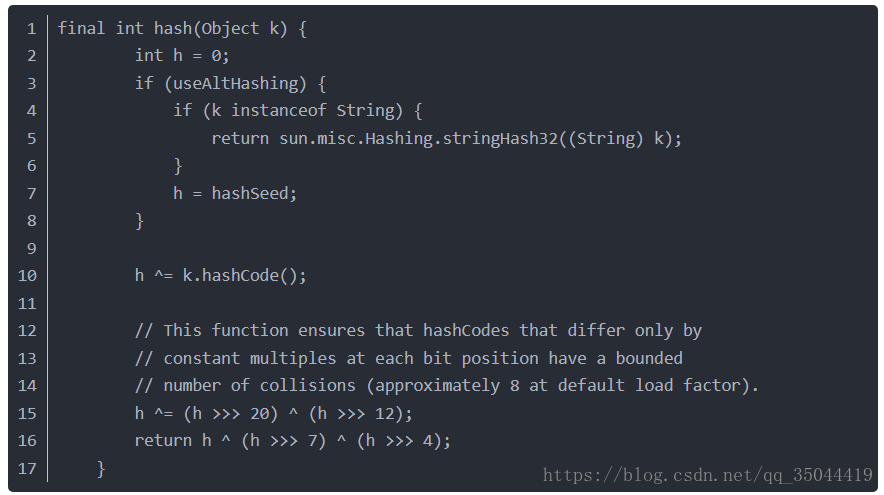 1 final int hash(Object k) {
2 int h = 0;
3 if (useAltHashing) {
4 if (k instanceof String) {
5 return sun.misc.Hashing.stringHash32((String) k);
6 }
7 h = hashSeed;
8 }
9
10 h ^= k.hashCode();
11
12 // This function ensures that hashCodes that differ only by
13 // constant multiples at each bit position have a bounded
14 // number of collisions (approximately 8 at default load factor).
15 h ^= (h >>> 20) ^ (h >>> 12);
16 return h ^ (h >>> 7) ^ (h >>> 4);
17 }
https://blog.csdn.net/qq_35044419